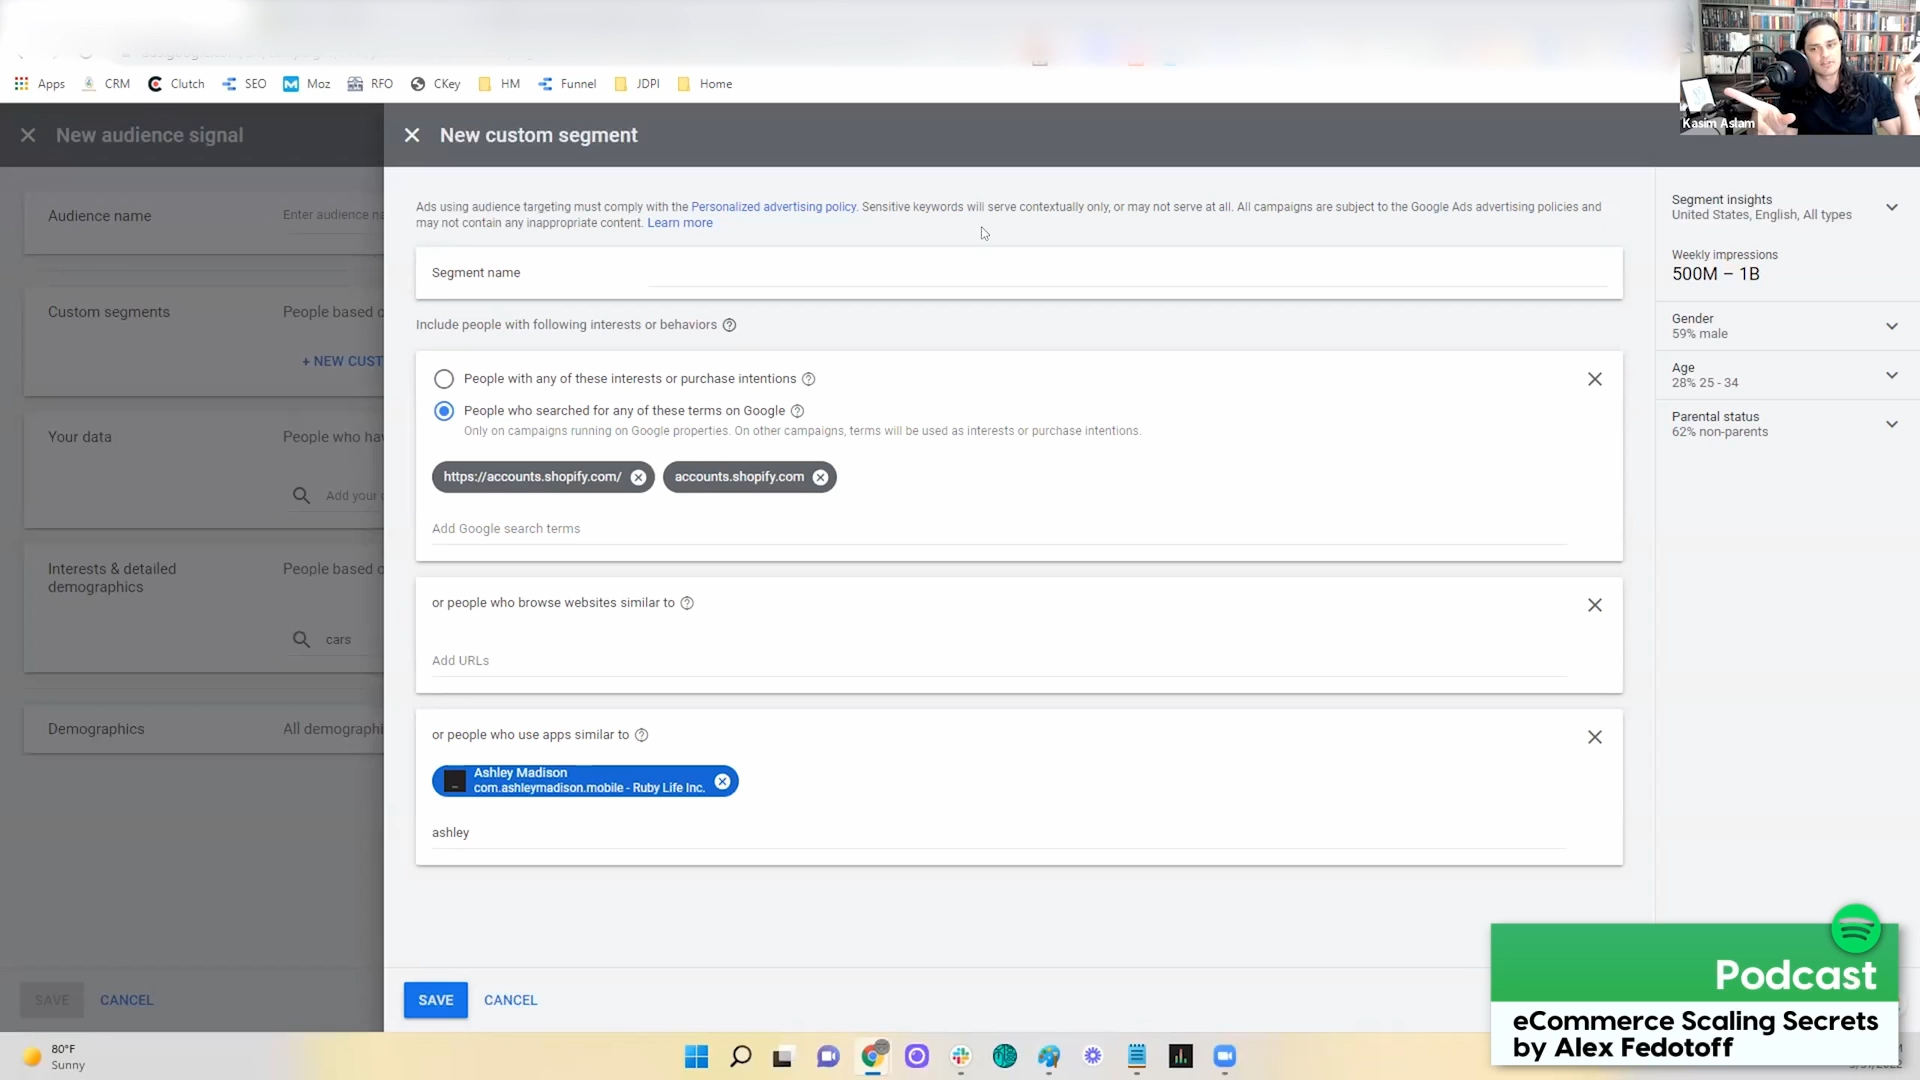 Apps
CRM
Clutch
SEO
Moz
RFO
CKey
HM
Funnel
JDPI
Home
Kasim Aslam
New audience signal
New custom segment
Audience name
Enter audience na
Custom segments
People based o
+ NEW CUST
Your data
People who hav
Add your
Interests & detailed
demographics
People based o
cars
Demographics
All demographi
SAVE
CANCEL
Ads using audience targeting must comply with the Personalized advertising policy. Sensitive keywords will serve contextually only, or may not serve at all. All campaigns are subject to the Google Ads advertising policies and
may not contain any inappropriate content. Learn more
Segment name
Include people with following interests or behaviors
People with any of these interests or purchase intentions
People who searched for any of these terms on Google
Only on campaigns running on Google properties. On other campaigns, terms will be used as interests or purchase intentions.
https://accounts.shopify.com/
accounts.shopify.com
Add Google search terms
or people who browse websites similar to
Add URLs
or people who use apps similar to
Ashley Madison
com.ashleymadison.mobile - Ruby Life Inc.
ashley
SAVE
CANCEL
Segment insights
United States, English, All types
Weekly impressions
500M – 1B
Gender
59% male
Age
28% 25 - 34
Parental status
62% non-parents
Podcast
eCommerce Scaling Secrets
by Alex Fedotoff
80°F
Sunny